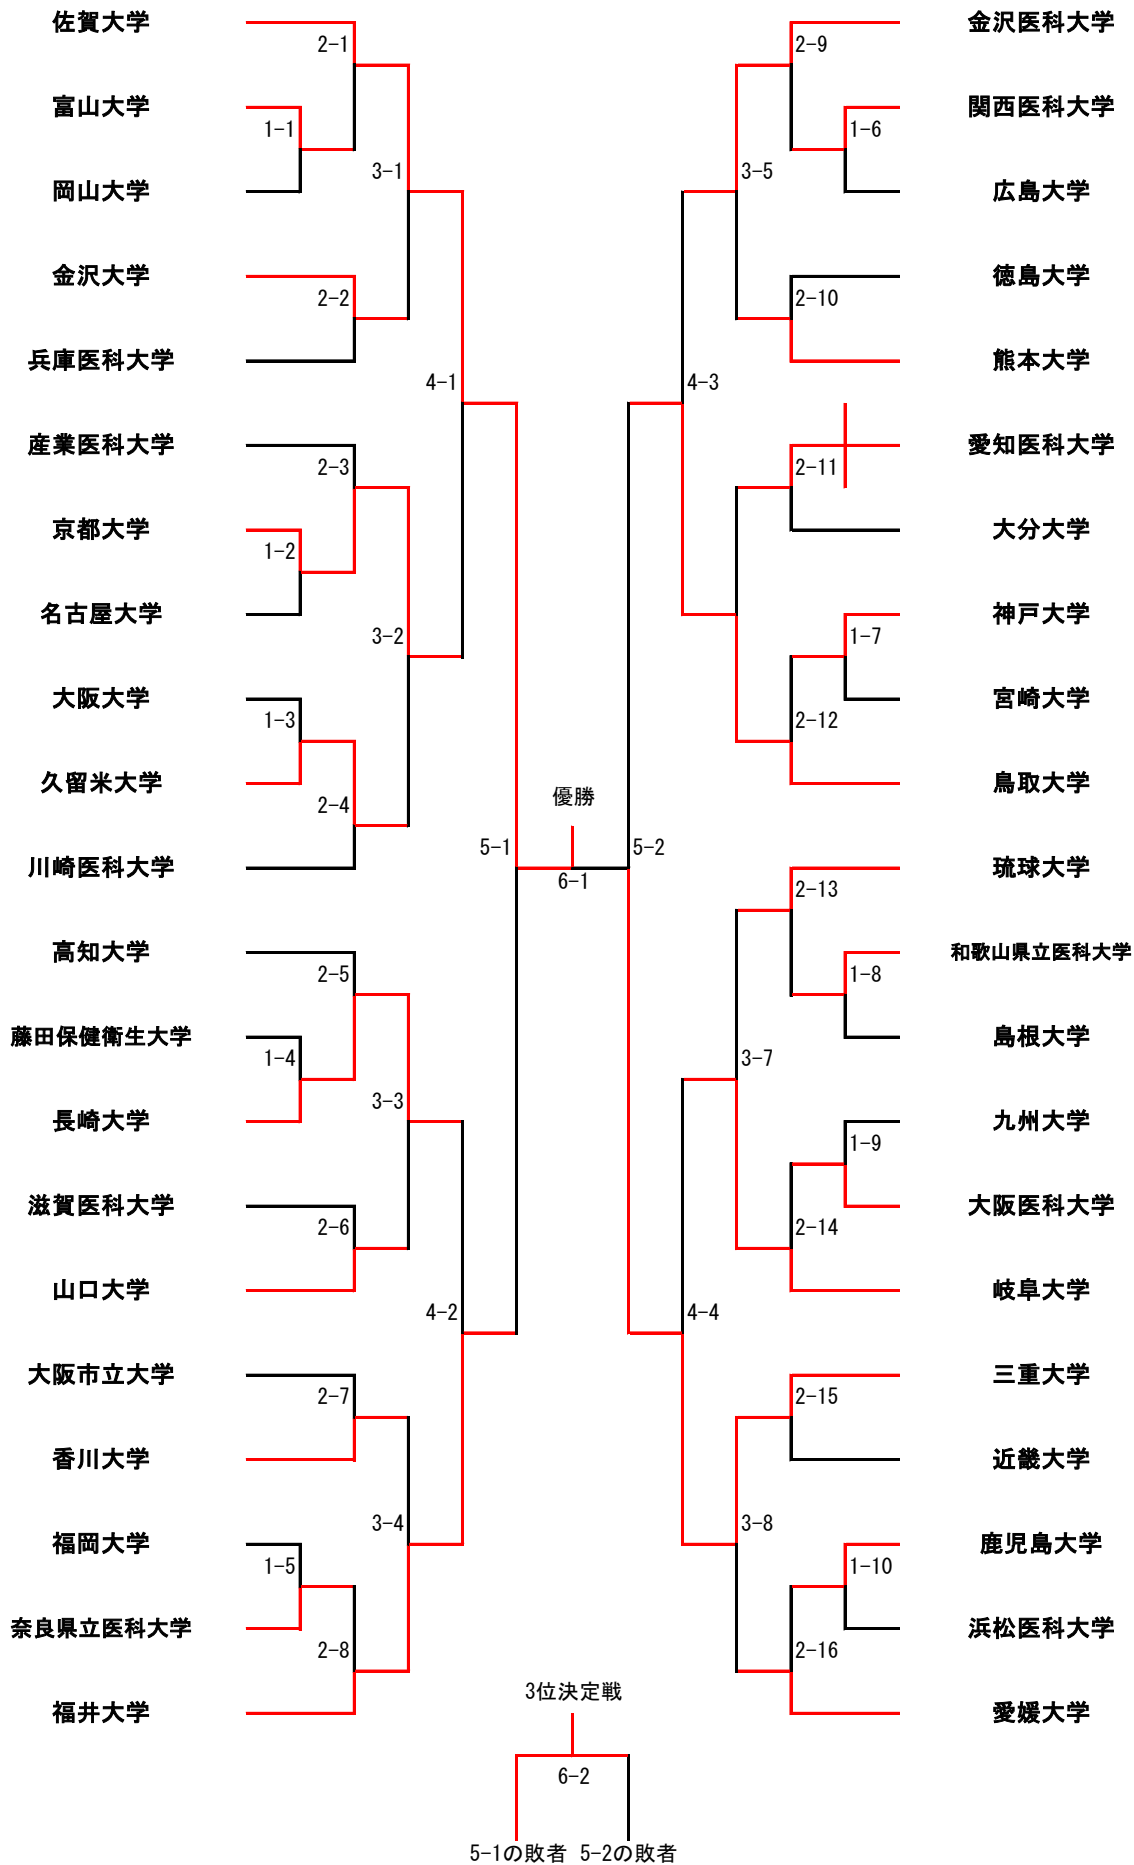 佐賀大学
2-1
富山大学
1-1
岡山大学
3-1
金沢大学
2-2
兵庫医科大学
4-1
産業医科大学
2-3
京都大学
1-2
名古屋大学
3-2
大阪大学
1-3
久留米大学
2-4
川崎医科大学
5-1
高知大学
2-5
藤田保健衛生大学
1-4
長崎大学
3-3
滋賀医科大学
2-6
山口大学
4-2
大阪市立大学
2-7
香川大学
3-4
福岡大学
1-5
奈良県立医科大学
2-8
福井大学
優勝
6-1
金沢医科大学
2-9
関西医科大学
1-6
広島大学
3-5
徳島大学
2-10
熊本大学
4-3
愛知医科大学
2-11
大分大学
神戸大学
1-7
宮崎大学
2-12
鳥取大学
5-2
琉球大学
2-13
和歌山県立医科大学
1-8
島根大学
3-7
九州大学
1-9
大阪医科大学
2-14
岐阜大学
4-4
三重大学
2-15
近畿大学
3-8
鹿児島大学
1-10
浜松医科大学
2-16
愛媛大学
3位決定戦
6-2
5-1の敗者 5-2の敗者